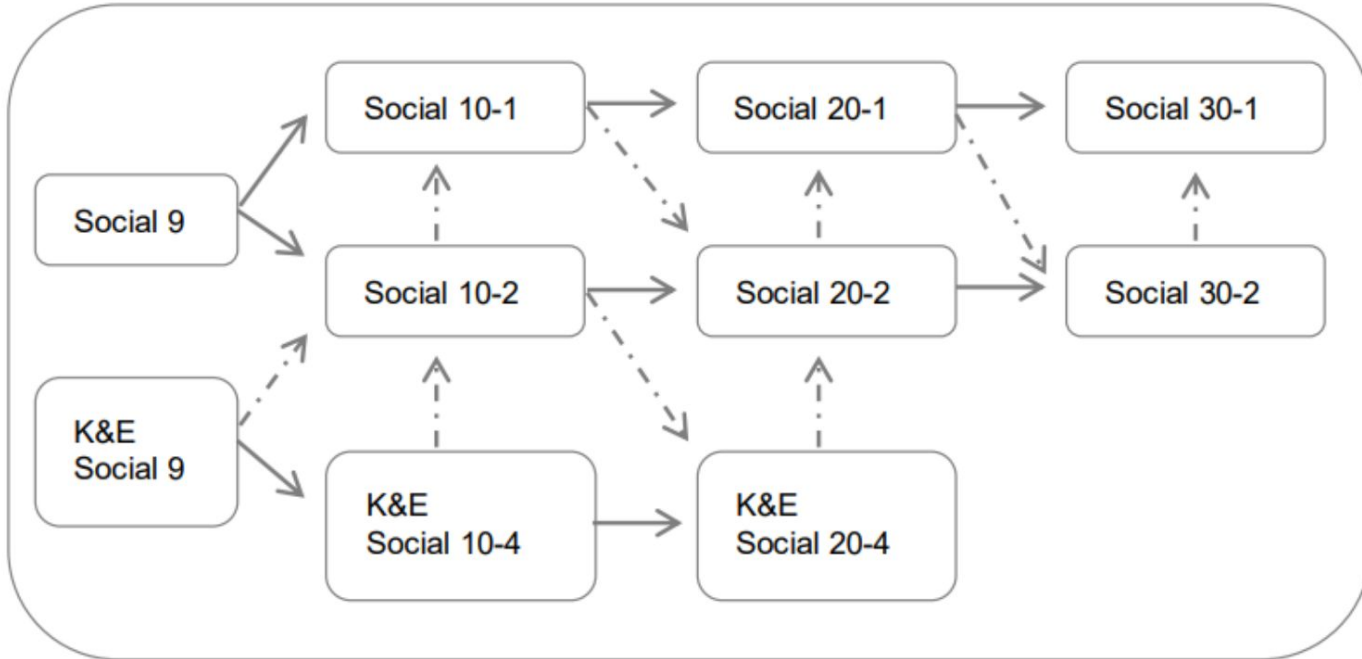 Social 10-1
Social 20-1
Social 30-1
Social 9
Social 10-2
Social 20-2
Social 30-2
K&E
Social 9
K&E
Social 10-4
K&E
Social 20-4